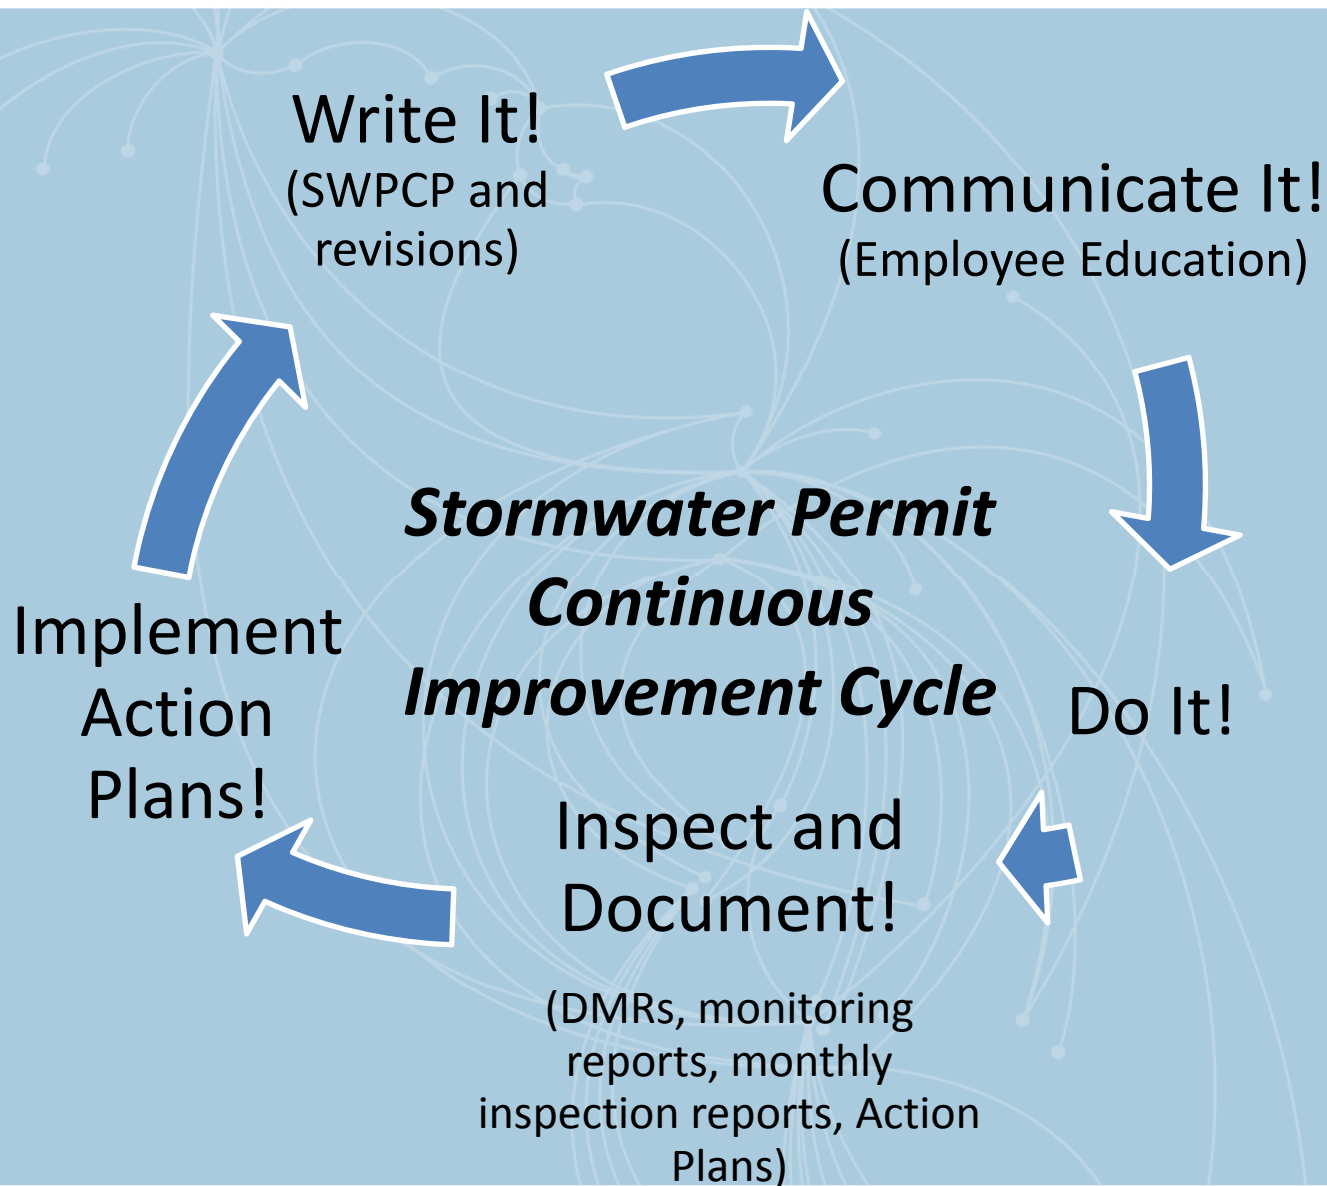 Write It!
(SWPCP and
revisions)
Communicate It!
(Employee Education)
Stormwater Permit
Continuous
Improvement Cycle
Do It!
Inspect and
Document!
(DMRs, monitoring
reports, monthly
inspection reports, Action
Plans)
Implement
Action
Plans!